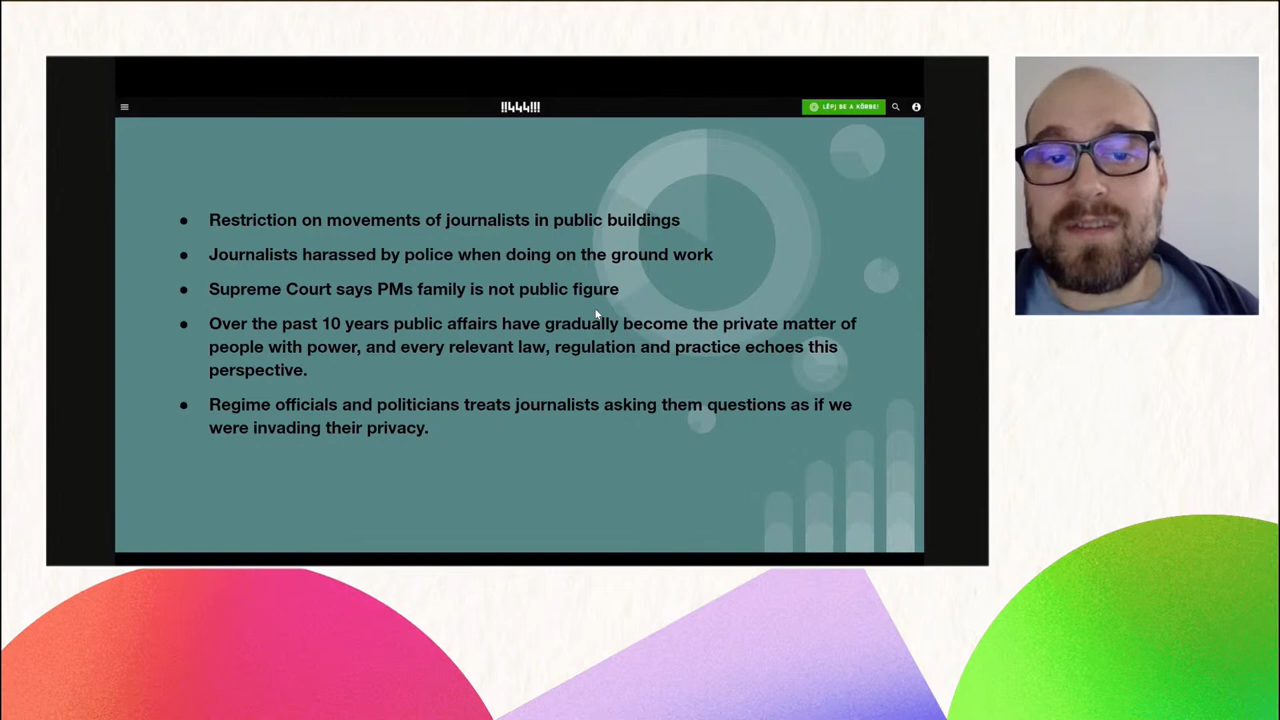 !!444!!!
LÉPJ BE A KÖRBE!
Restriction on movements of journalists in public buildings
Journalists harassed by police when doing on the ground work
Supreme Court says PMs family is not public figure
Over the past 10 years public affairs have gradually become the private matter of
people with power, and every relevant law, regulation and practice echoes this
perspective.
Regime officials and politicians treats journalists asking them questions as if we
were invading their privacy.